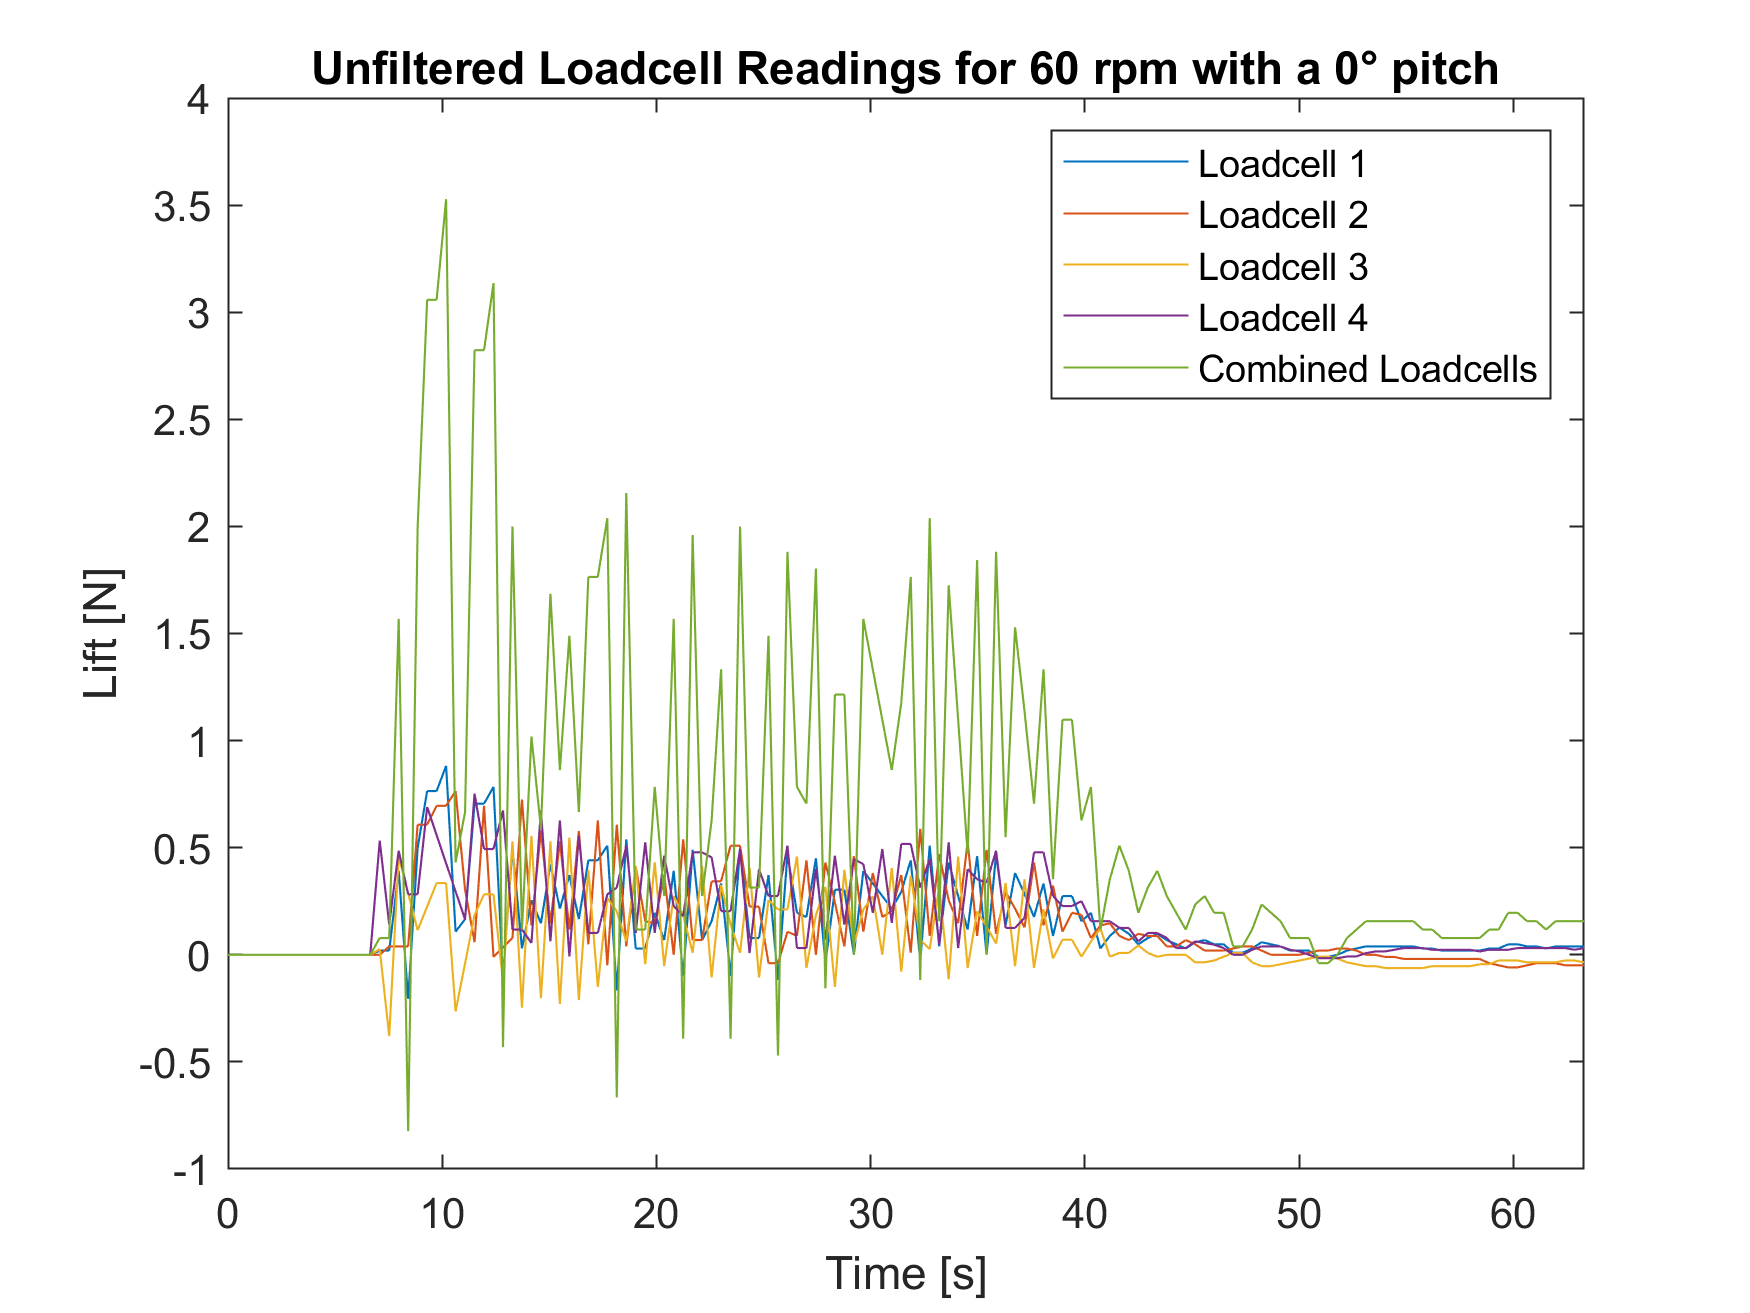 Unfiltered Loadcell Readings for 60 rpm with a 0° pitch
4
3.5
3
2.5
2
1.5
1
0.5
0
-0.5
-1
Lift [N]
Loadcell 1
Loadcell 2
Loadcell 3
Loadcell 4
Combined Loadcells
0 10 20 30 40 50 60
Time [s]